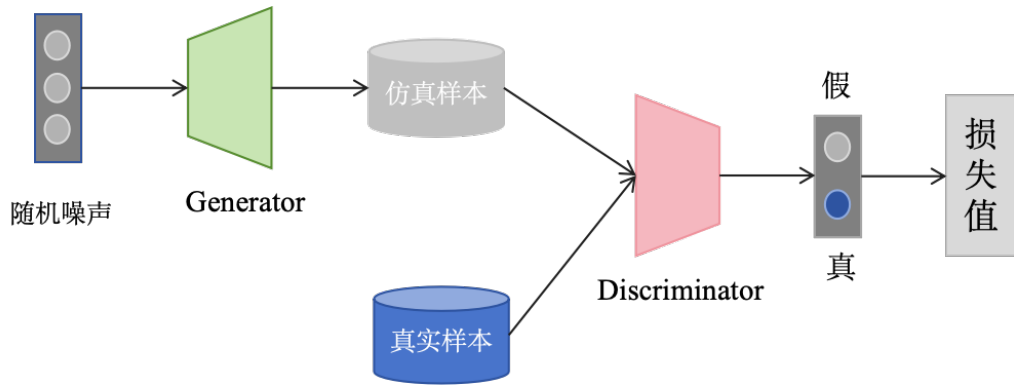 随机噪声
Generator
仿真样本
真实样本
Discriminator
假
真
损失值